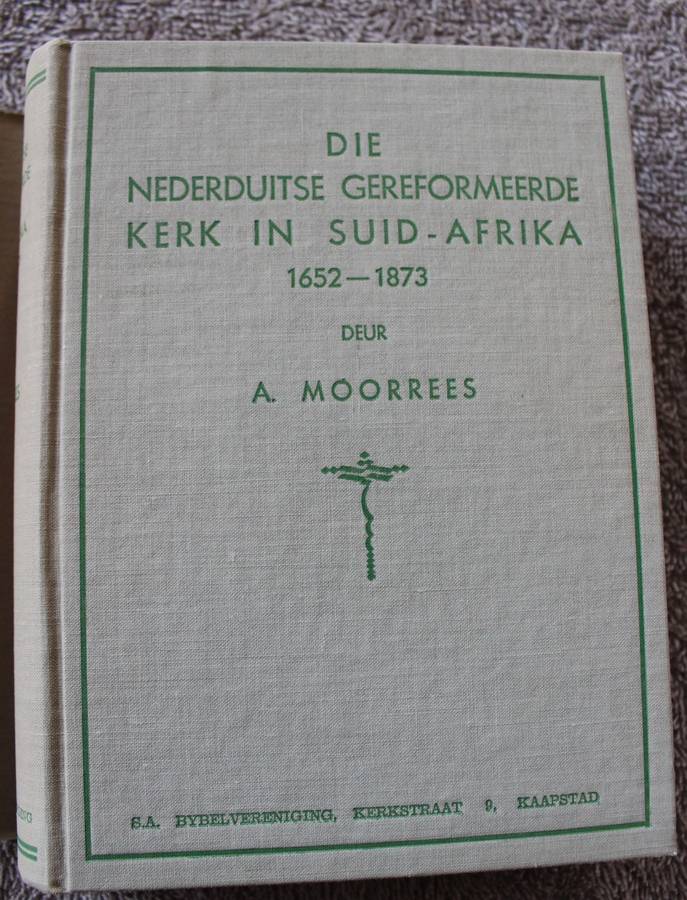 DIE
NEDERDUITSE GEREFORMEERDE
KERK IN SUID-AFRIKA
1652—1873
DEUR
A. MOORREES
S.A. BYBELVERENIGING, KERKSTRAAT 9, KAAPSTAD